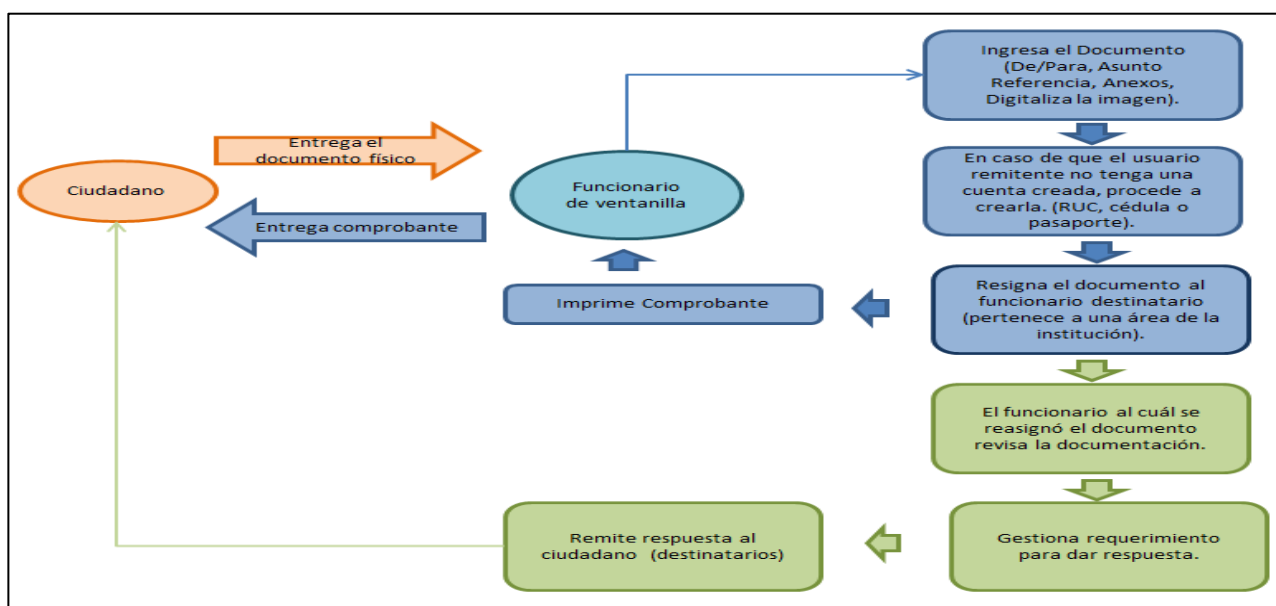 Ingresa el Documento
(De/Para, Asunto
Referencia, Anexos,
Digitaliza la imagen).
Entrega el
documento físico
Ciudadano
Funcionario
de ventanilla
En caso de que el usuario
remitente no tenga una
cuenta creada, procede a
crearla. (RUC, cédula o
pasaporte).
Entrega comprobante
Imprime Comprobante
Resigna el documento al
funcionario destinatario
(pertenece a una área de la
institución).
El funcionario al cuál se
reasignó el documento
revisa la documentación.
Remite respuesta al
ciudadano (destinatarios)
Gestiona requerimiento
para dar respuesta.